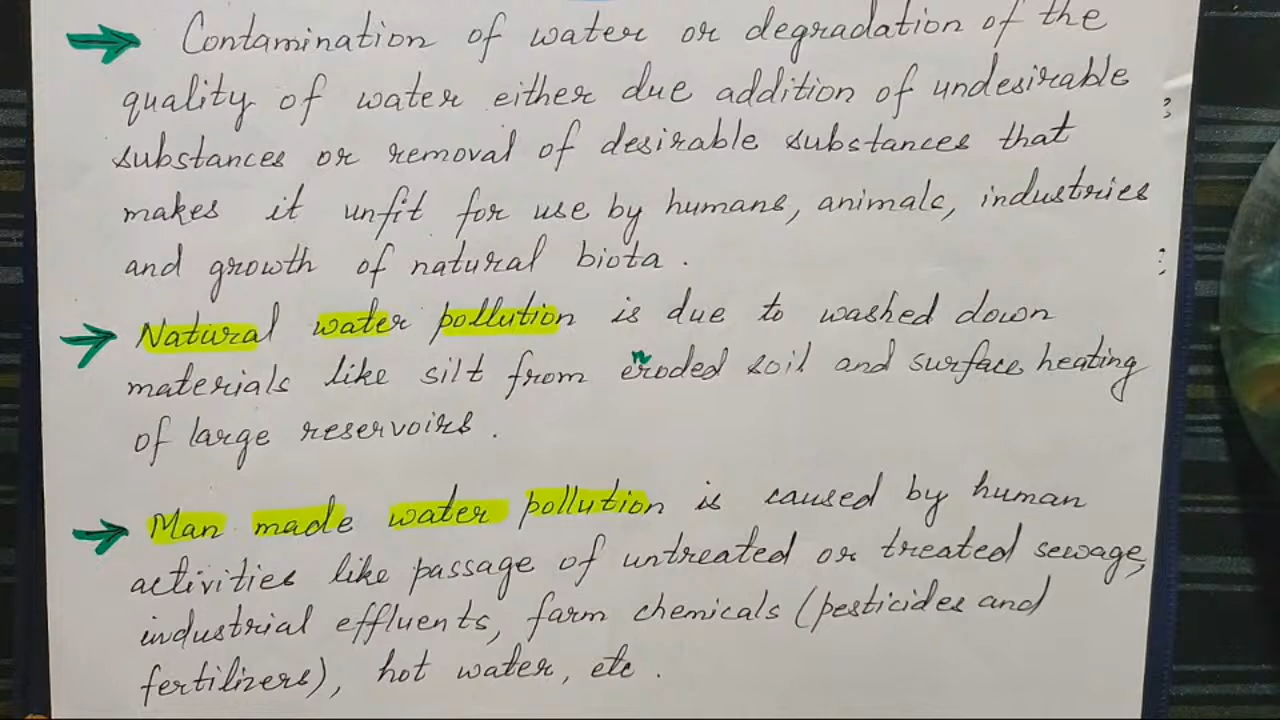 Contamination of water or degradation of the
quality of water either due addition of undesirable
substances or removal of desirable substances that
makes it unfit for use by humans, animals, industries
and growth of natural biota.
Natural water pollution is due to washed down
materials like silt from eroded soil and surface heating
of large reservoirs.
Man made water pollution is caused by human
activities like passage of untreated or treated sewage,
industrial effluents, farm chemicals (pesticides and
fertilizers), hot water, etc.